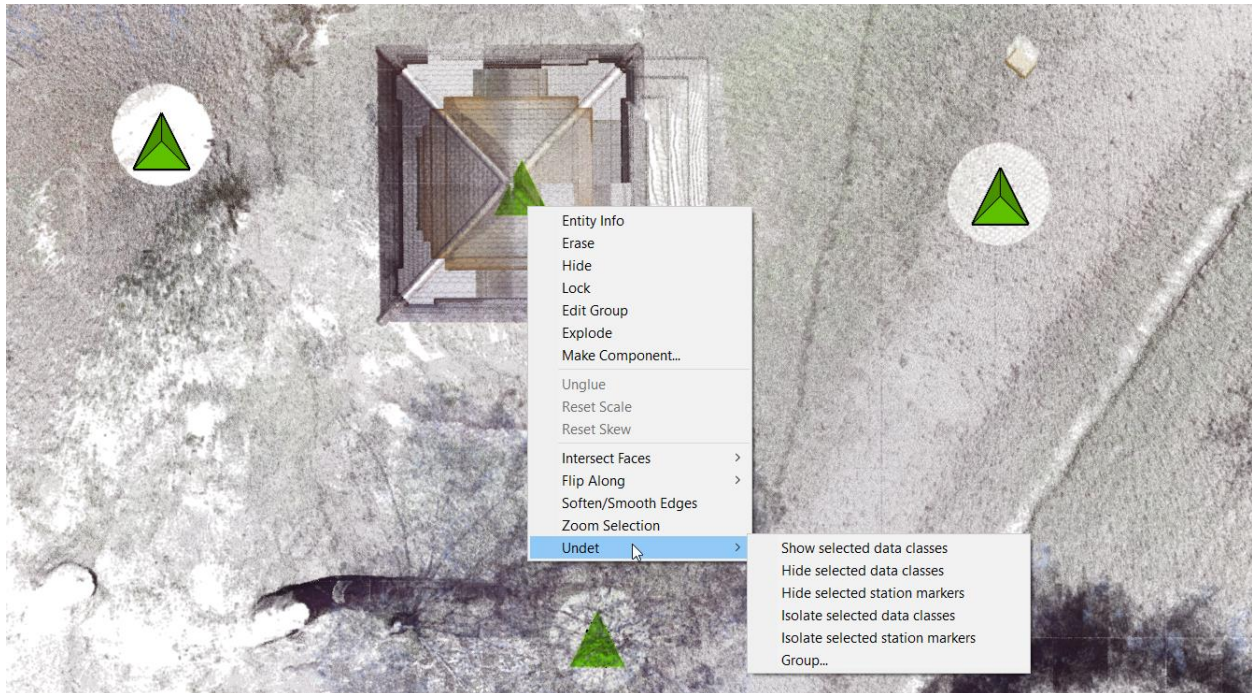 Entity Info
Erase
Hide
Lock
Edit Group
Explode
Make Component...
Unglue
Reset Scale
Reset Skew
Intersect Faces
Flip Along
Soften/Smooth Edges
Zoom Selection
Undet
Show selected data classes
Hide selected data classes
Hide selected station markers
Isolate selected data classes
Isolate selected station markers
Group...